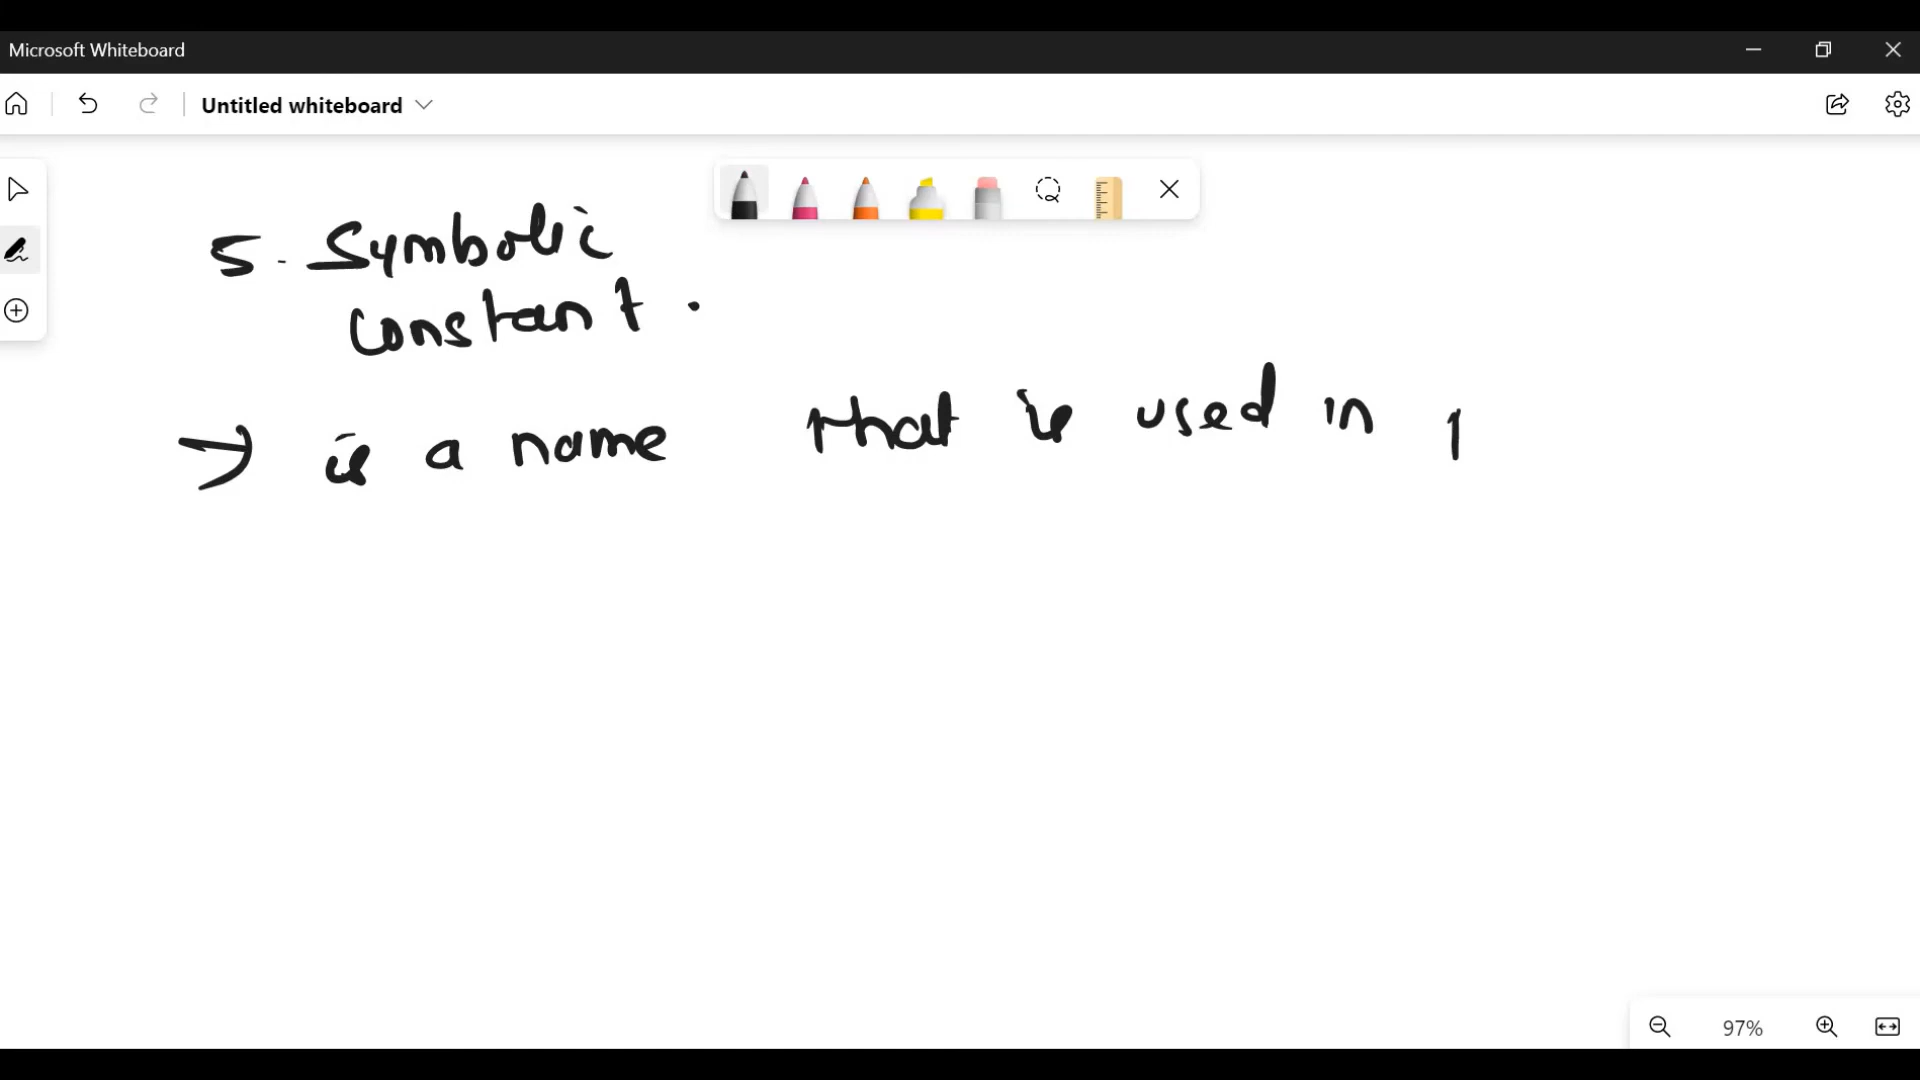 Microsoft Whiteboard
Untitled whiteboard
5. Symbolic
constant.
→ is a name that is used in
97%